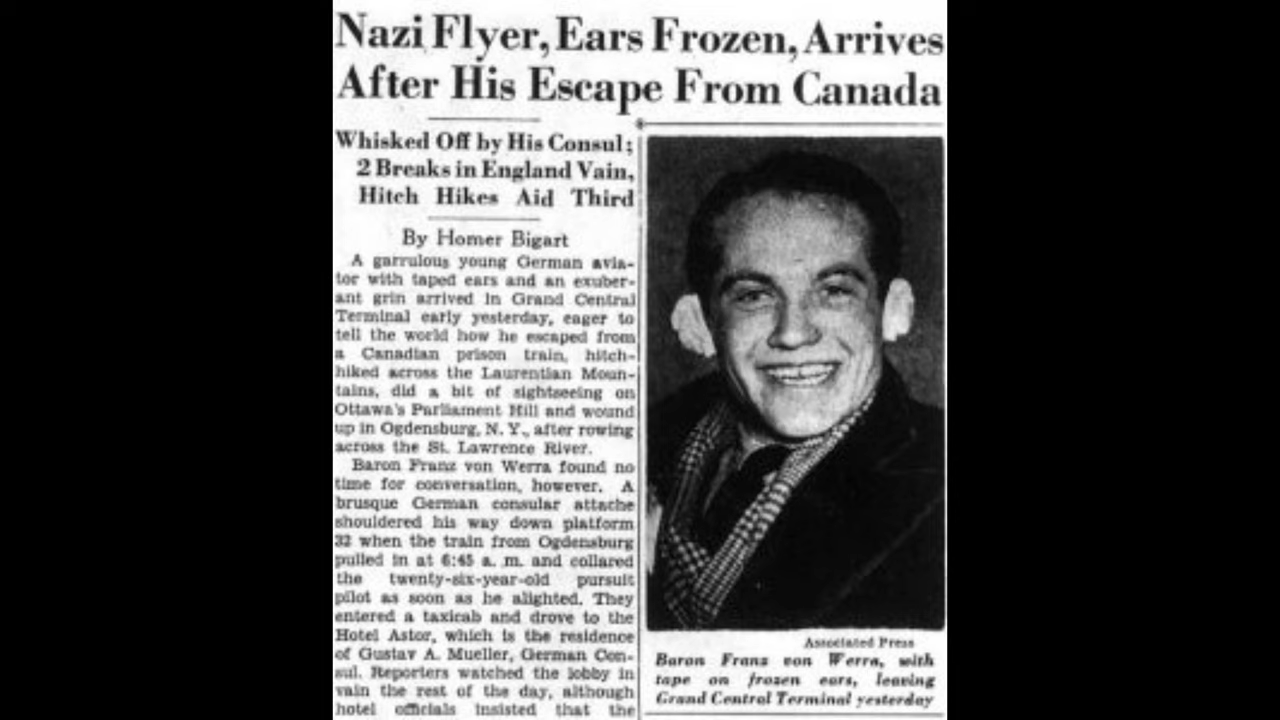 Nazi Flyer, Ears Frozen, Arrives
After His Escape From Canada
Whisked Off by His Consul;
2 Breaks in England Vain,
Hitch Hikes Aid Third
By Homer Bigart
A garrulous young German avia-
tor with taped ears and an exuber-
ant grin arrived in Grand Central
Terminal early yesterday, eager to
tell the world how he escaped from
a Canadian prison train, hitch-
hiked across the Laurentian Moun-
tains, did a bit of sightseeing on
Ottawa's Parliament Hill and wound
up in Ogdensburg, N. Y., after rowing
across the St. Lawrence River.
Baron Franz von Werra found no
time for conversation, however. A
brusque German consular attache
shouldered his way down platform
32 when the train from Ogdensburg
pulled in at 6:45 a. m. and collared
the twenty-six-year-old pursuit
pilot as soon as he alighted. They
entered a taxicab and drove to the
Hotel Astor, which is the residence
of Gustav A. Mueller, German Con-
sul. Reporters watched the lobby in
vain the rest of the day, although
hotel officials insisted that the
Associated Press
Baron Franz von Werra, with
tape on frozen ears, leaving
Grand Central Terminal yesterday